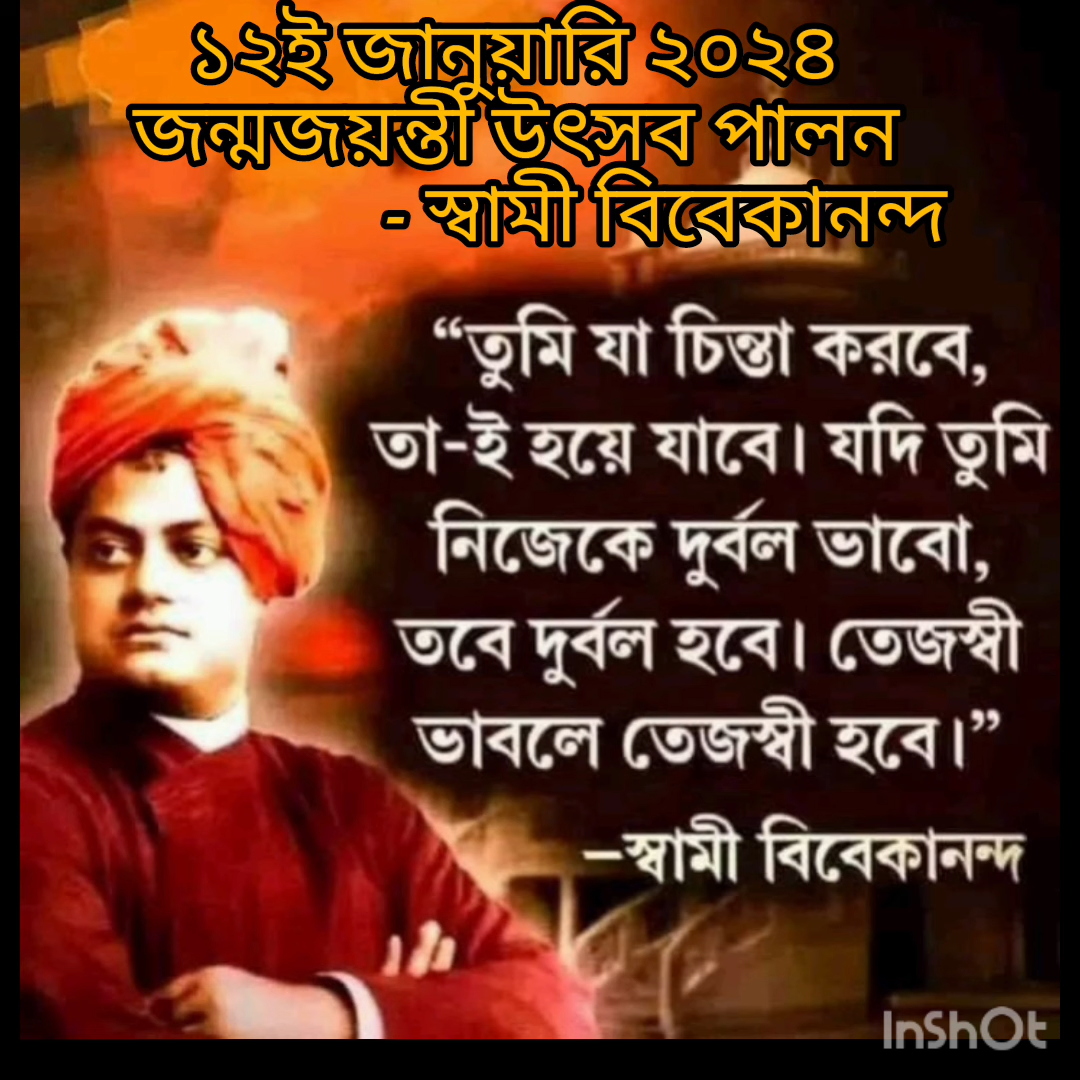 ১২ই জানুয়ারি ২০২৪
জন্মজয়ন্তী উৎসব পালন
- স্বামী বিবেকানন্দ
“তুমি যা চিন্তা করবে,
তা-ই হয়ে যাবে। যদি তুমি
নিজেকে দুর্বল ভাবো,
তবে দুর্বল হবে। তেজস্বী
ভাবলে তেজস্বী হবে।”
–স্বামী বিবেকানন্দ
InShOt